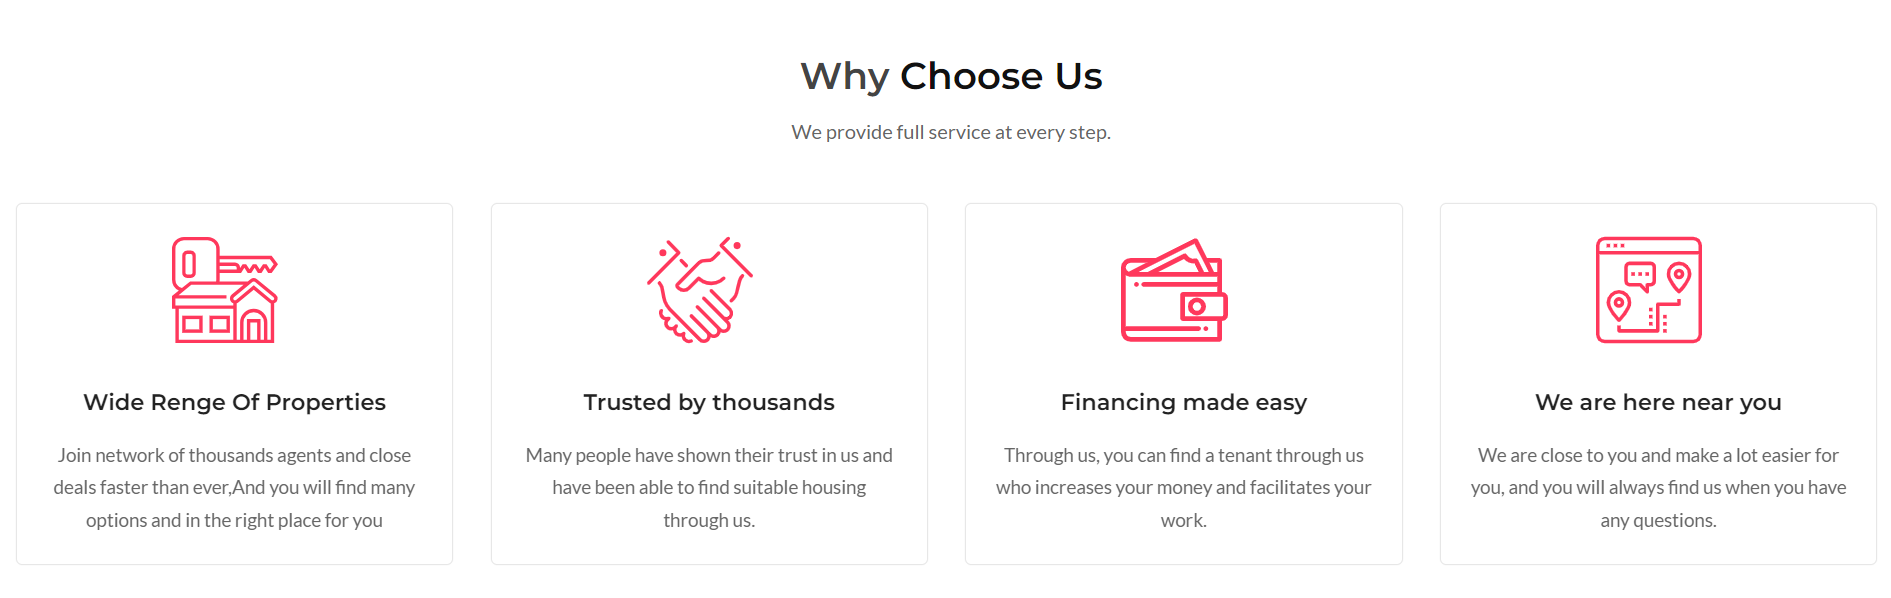 Why Choose Us
We provide full service at every step.
Wide Renge Of Properties
Join network of thousands agents and close
deals faster than ever,And you will find many
options and in the right place for you
Trusted by thousands
Many people have shown their trust in us and
have been able to find suitable housing
through us.
Financing made easy
Through us, you can find a tenant through us
who increases your money and facilitates your
work.
We are here near you
We are close to you and make a lot easier for
you, and you will always find us when you have
any questions.